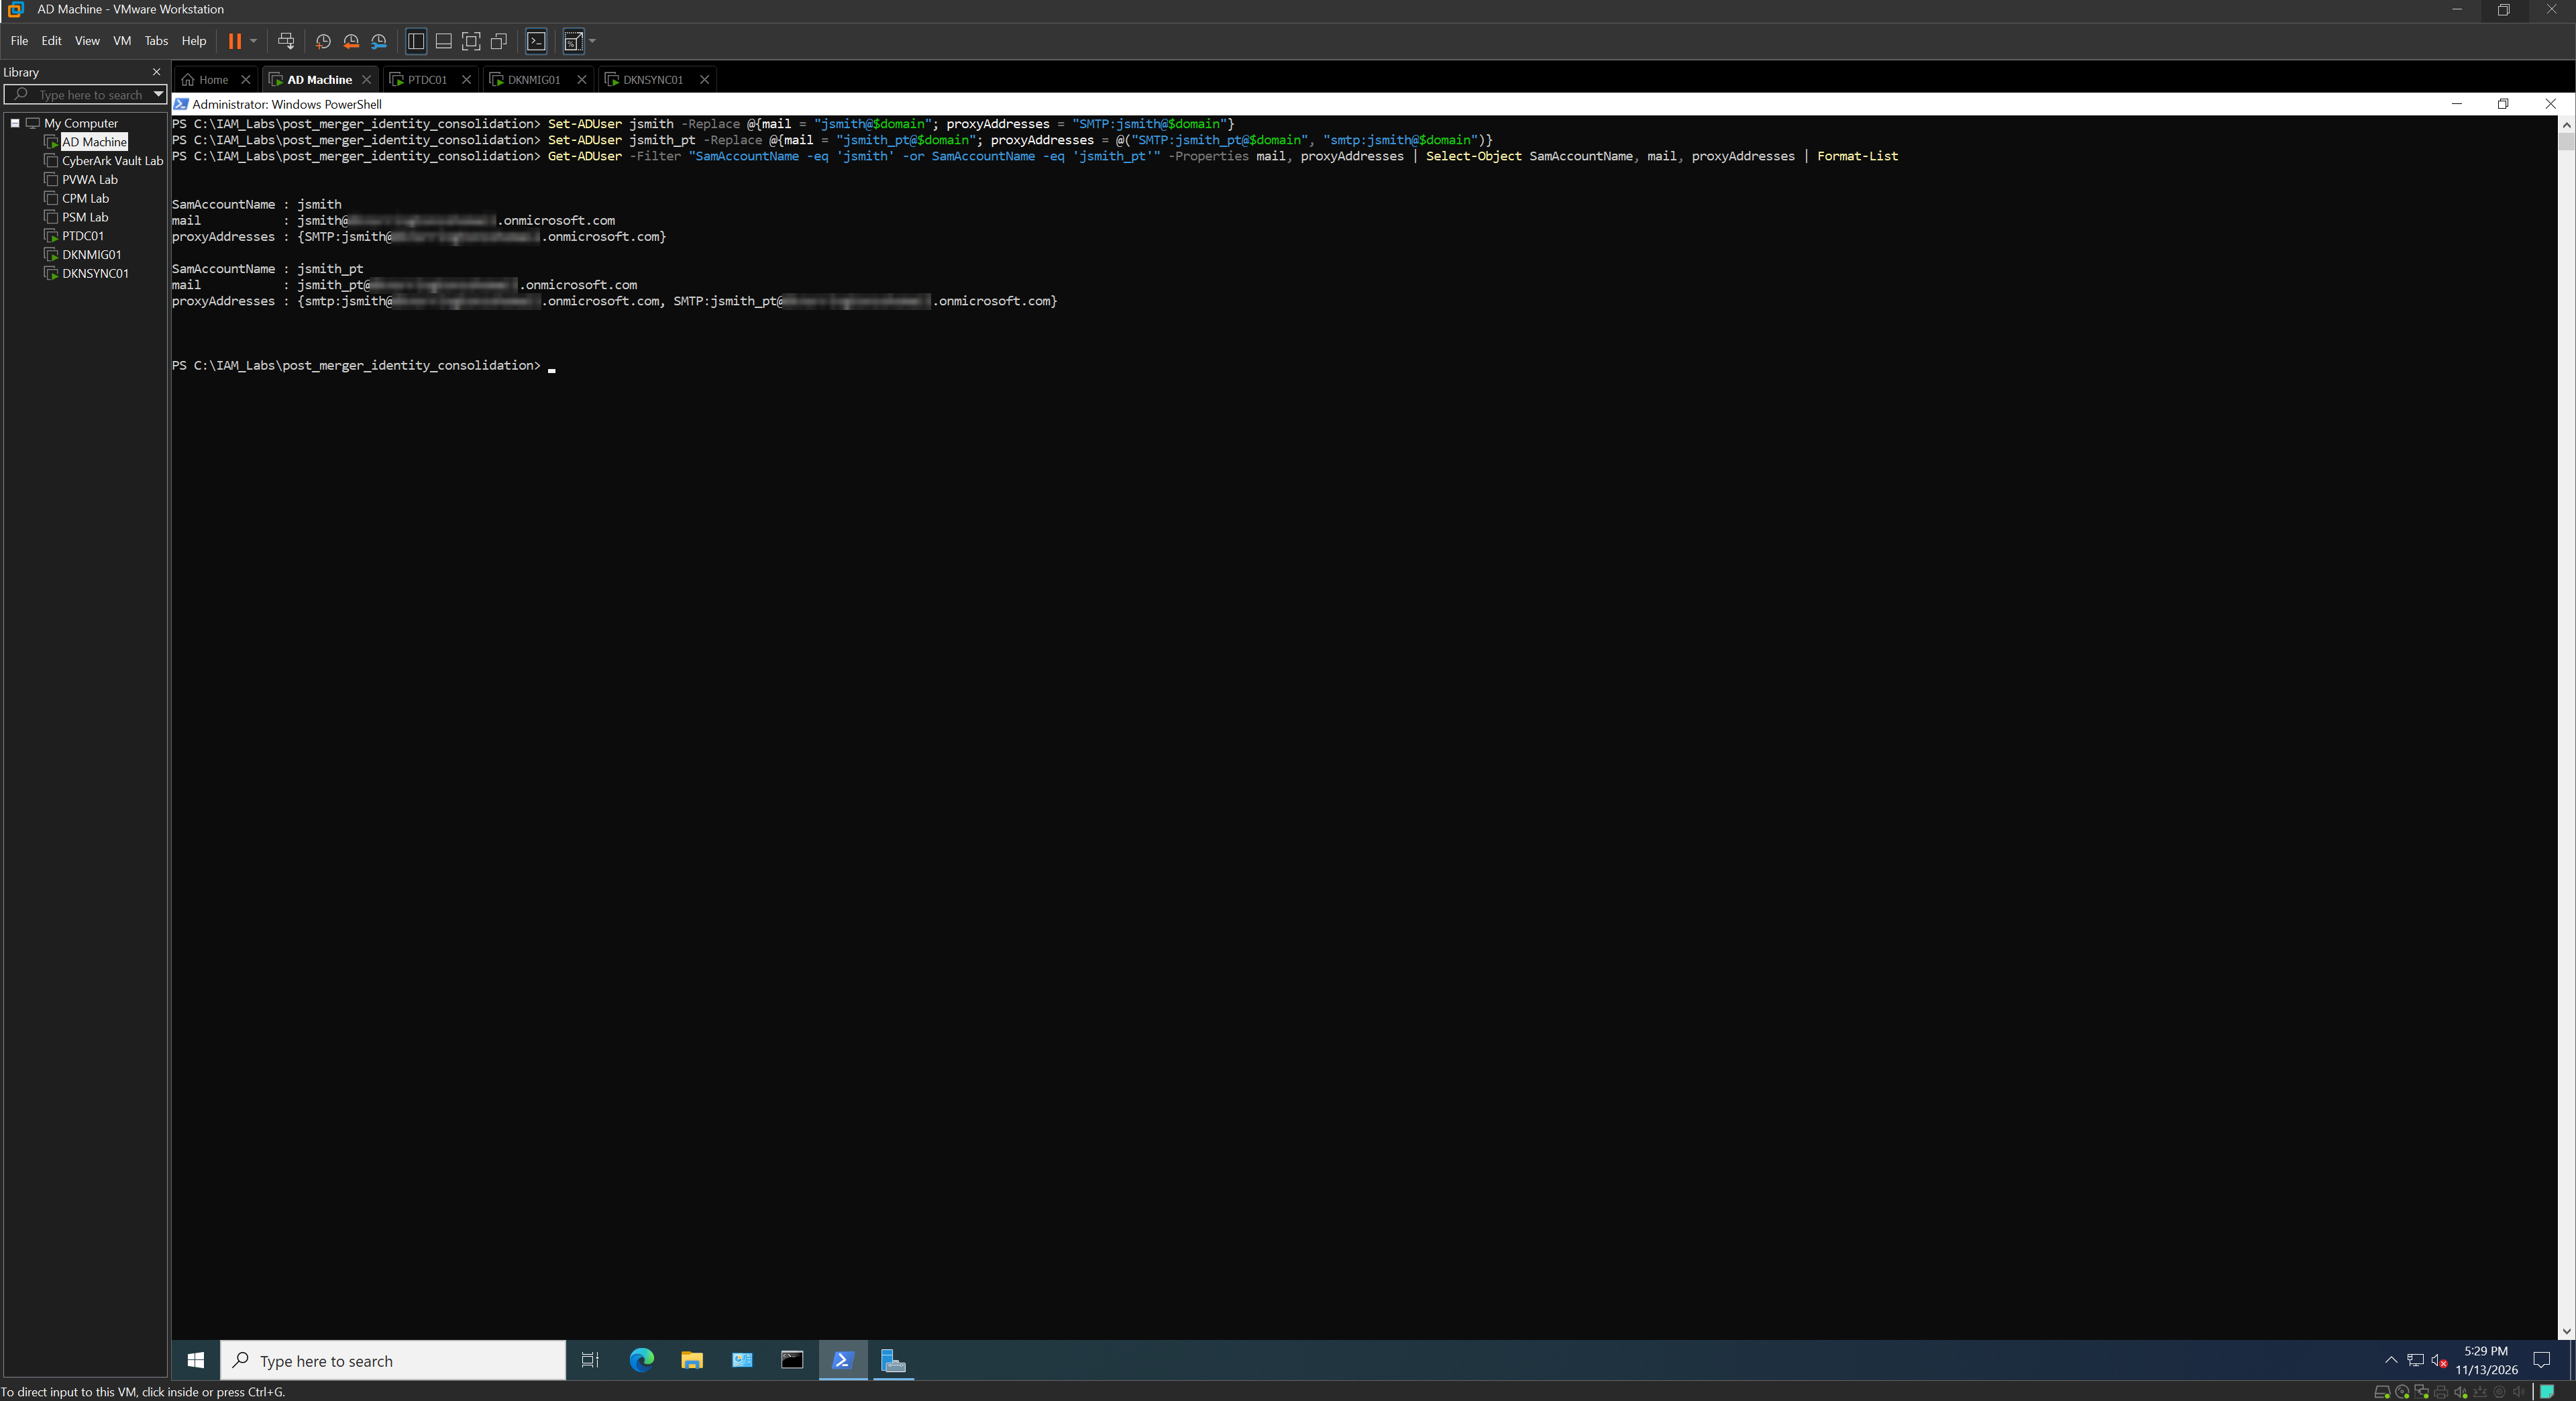 AD Machine - VMware Workstation
File Edit View VM Tabs Help
Library
Type here to search
My Computer
AD Machine
CyberArk Vault Lab
PVWA Lab
CPM Lab
PSM Lab
PTDC01
DKNMIG01
DKNSYNC01
Home AD Machine PTDC01 DKNMIG01 DKNSYNC01
Administrator: Windows PowerShell
PS C:\IAM_Labs\post_merger_identity_consolidation> Set-ADUser jsmith -Replace @{mail = "jsmith@$domain"; proxyAddresses = "SMTP:jsmith@$domain"}
PS C:\IAM_Labs\post_merger_identity_consolidation> Set-ADUser jsmith_pt -Replace @{mail = "jsmith_pt@$domain"; proxyAddresses = @("SMTP:jsmith_pt@$domain", "smtp:jsmith@$domain")}
PS C:\IAM_Labs\post_merger_identity_consolidation> Get-ADUser -Filter "SamAccountName -eq 'jsmith' -or SamAccountName -eq 'jsmith_pt'" -Properties mail, proxyAddresses | Select-Object SamAccountName, mail, proxyAddresses | Format-List
SamAccountName : jsmith
mail : jsmith@ .onmicrosoft.com
proxyAddresses : {SMTP:jsmith@ .onmicrosoft.com}
SamAccountName : jsmith_pt
mail : jsmith_pt@ .onmicrosoft.com
proxyAddresses : {smtp:jsmith@ .onmicrosoft.com, SMTP:jsmith_pt@ .onmicrosoft.com}
PS C:\IAM_Labs\post_merger_identity_consolidation>
Type here to search
5:29 PM
11/13/2026
To direct input to this VM, click inside or press Ctrl+G.